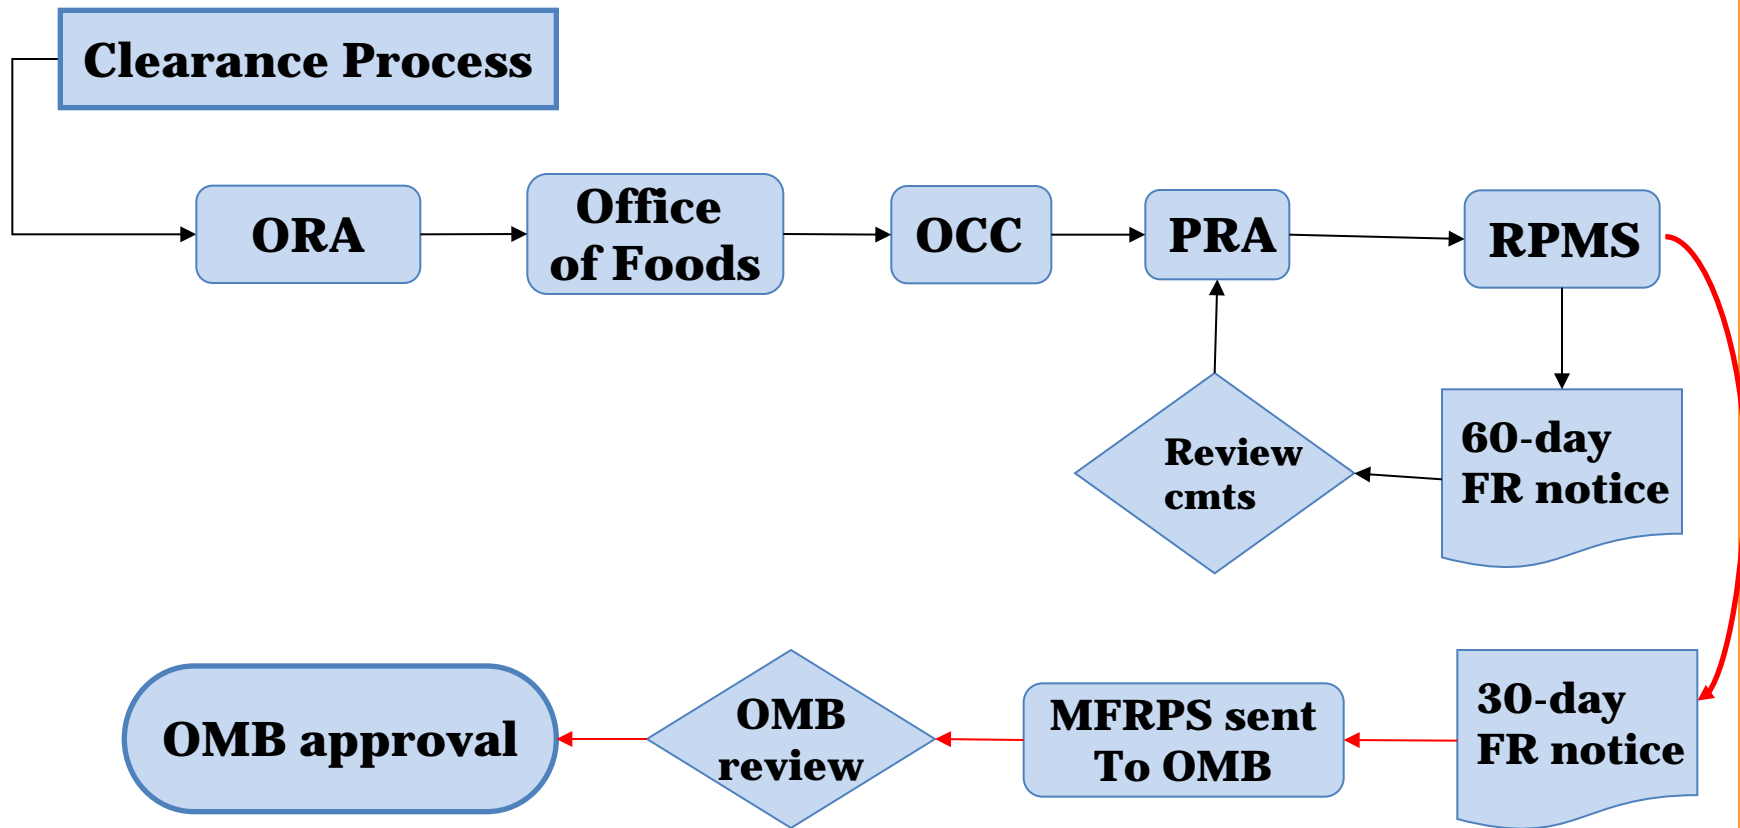 Clearance Process
ORA
Office
of Foods
OCC
PRA
RPMS
Review
cmts
60-day
FR notice
OMB approval
OMB
review
MFRPS sent
To OMB
30-day
FR notice